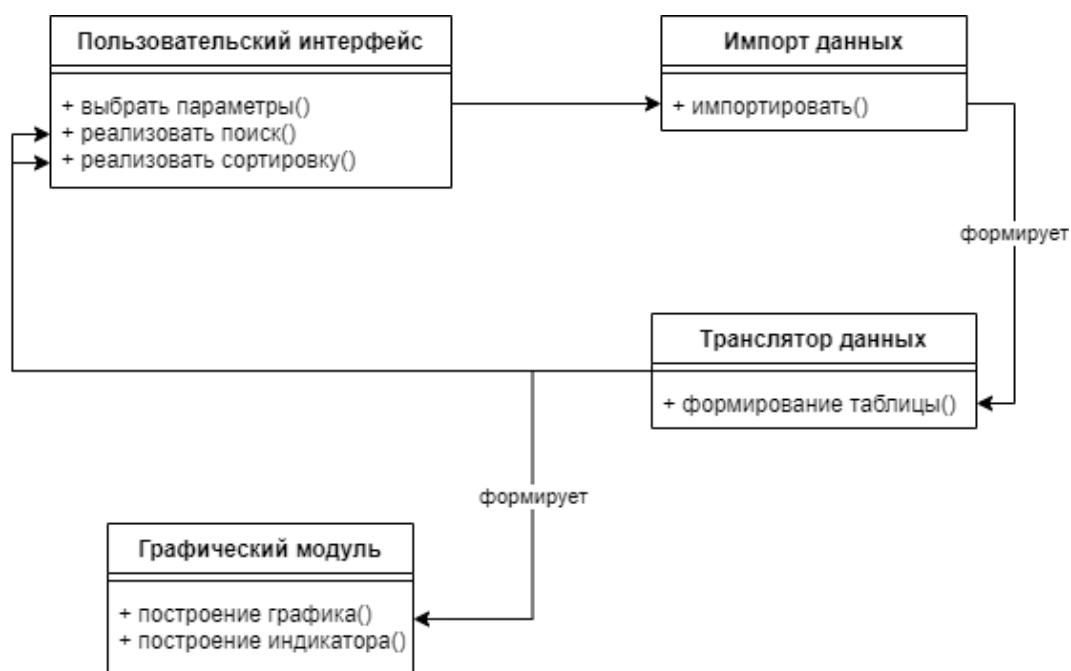 Пользовательский интерфейс
+ выбрать параметры()
+ реализовать поиск()
+ реализовать сортировку()
Импорт данных
+ импортировать()
формирует
Транслятор данных
+ формирование таблицы()
формирует
Графический модуль
+ построение графика()
+ построение индикатора()